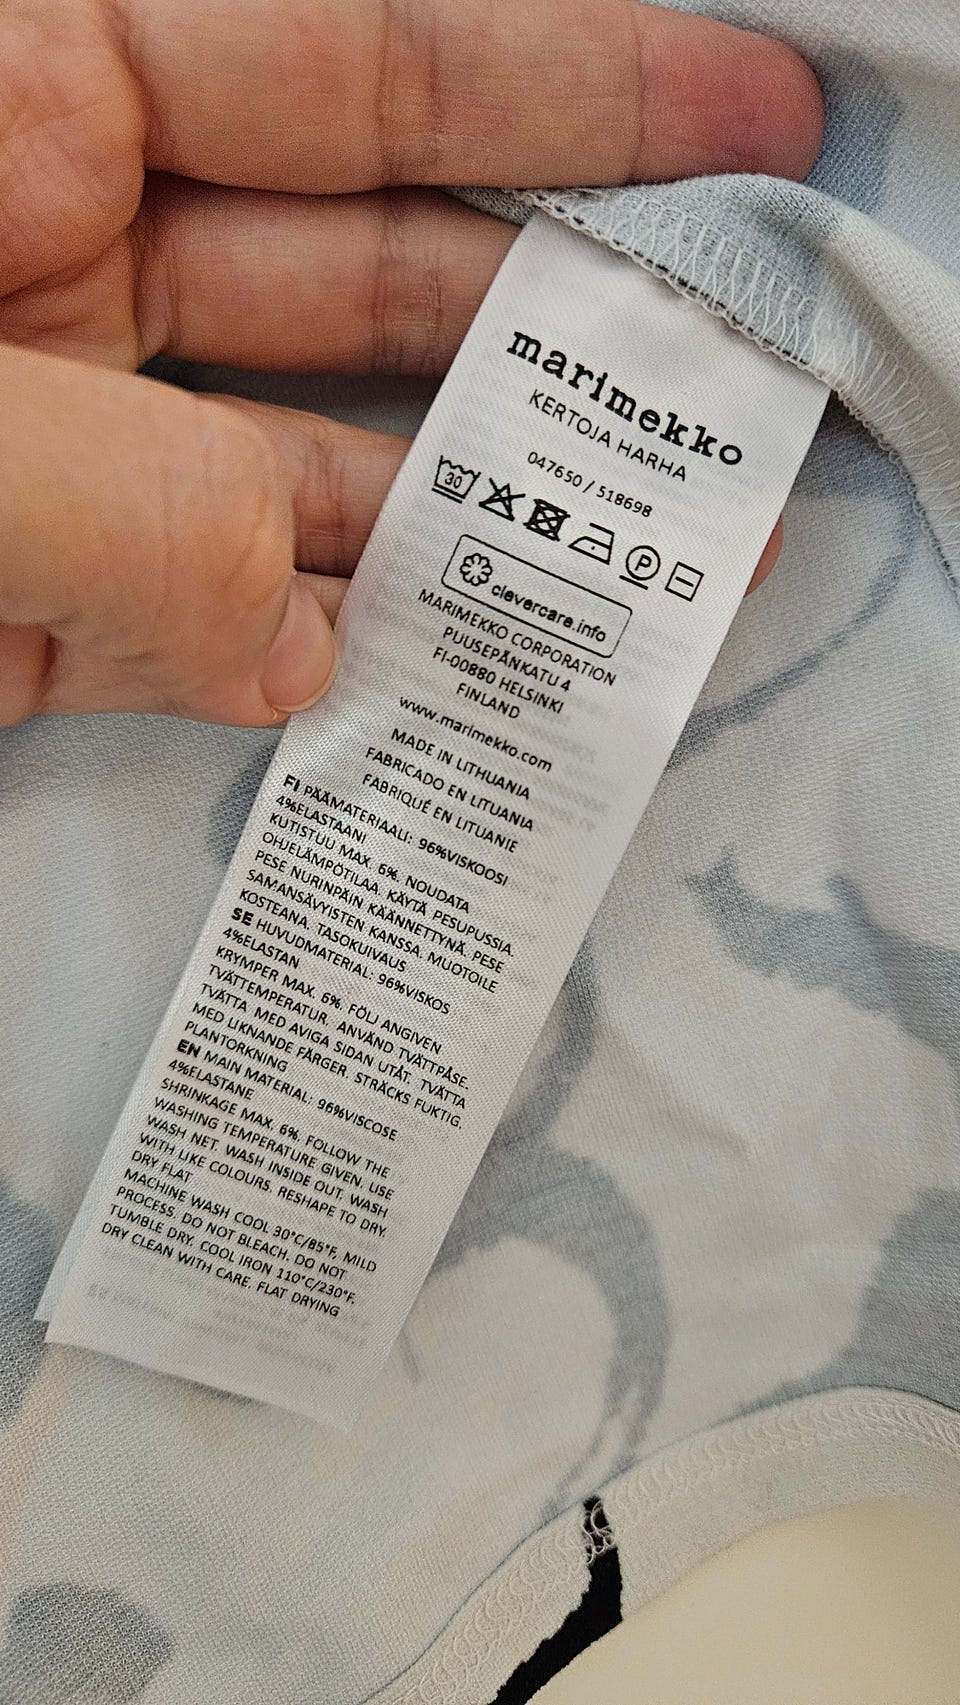 marimekko
KERTOJA HARHA
047650 / 518698
30
P
clevercare.info
MARIMEKKO CORPORATION
PUUSEPÄNKATU 4
FI-00880 HELSINKI
FINLAND
www.marimekko.com
MADE IN LITHUANIA
FABRICADO EN LITUANIA
FABRIQUÉ EN LITUANIE
FI PÄÄMATERIAALI: 96%VISKOOSI
4%ELASTAANI
KUTISTUU MAX. 6%. NOUDATA
OHJELÄMPÖTILAA. KÄYTÄ PESUPUSSIA.
PESE NURINPÄIN KÄÄNNETTYNÄ. PESE
SAMANSÄVYISTEN KANSSA. MUOTOILE
KOSTEANA. TASOKUIVAUS
SE HUVUDMATERIAL: 96%VISKOS
4%ELASTAN
KRYMPER MAX. 6%. FÖLJ ANGIVEN
TVÄTTEMPERATUR. ANVÄND TVÄTTPÅSE.
TVÄTTA MED AVIGA SIDAN UTÅT. TVÄTTA
MED LIKNANDE FÄRGER. STRÄCKS FUKTIG.
PLANTORKNING
EN MAIN MATERIAL: 96%VISCOSE
4%ELASTANE
SHRINKAGE MAX. 6%. FOLLOW THE
WASHING TEMPERATURE GIVEN. USE
WASH NET. WASH INSIDE OUT. WASH
WITH LIKE COLOURS. RESHAPE TO DRY.
DRY FLAT
MACHINE WASH COOL 30°C/85°F, MILD
PROCESS. DO NOT BLEACH. DO NOT
TUMBLE DRY. COOL IRON 110°C/230°F.
DRY CLEAN WITH CARE. FLAT DRYING